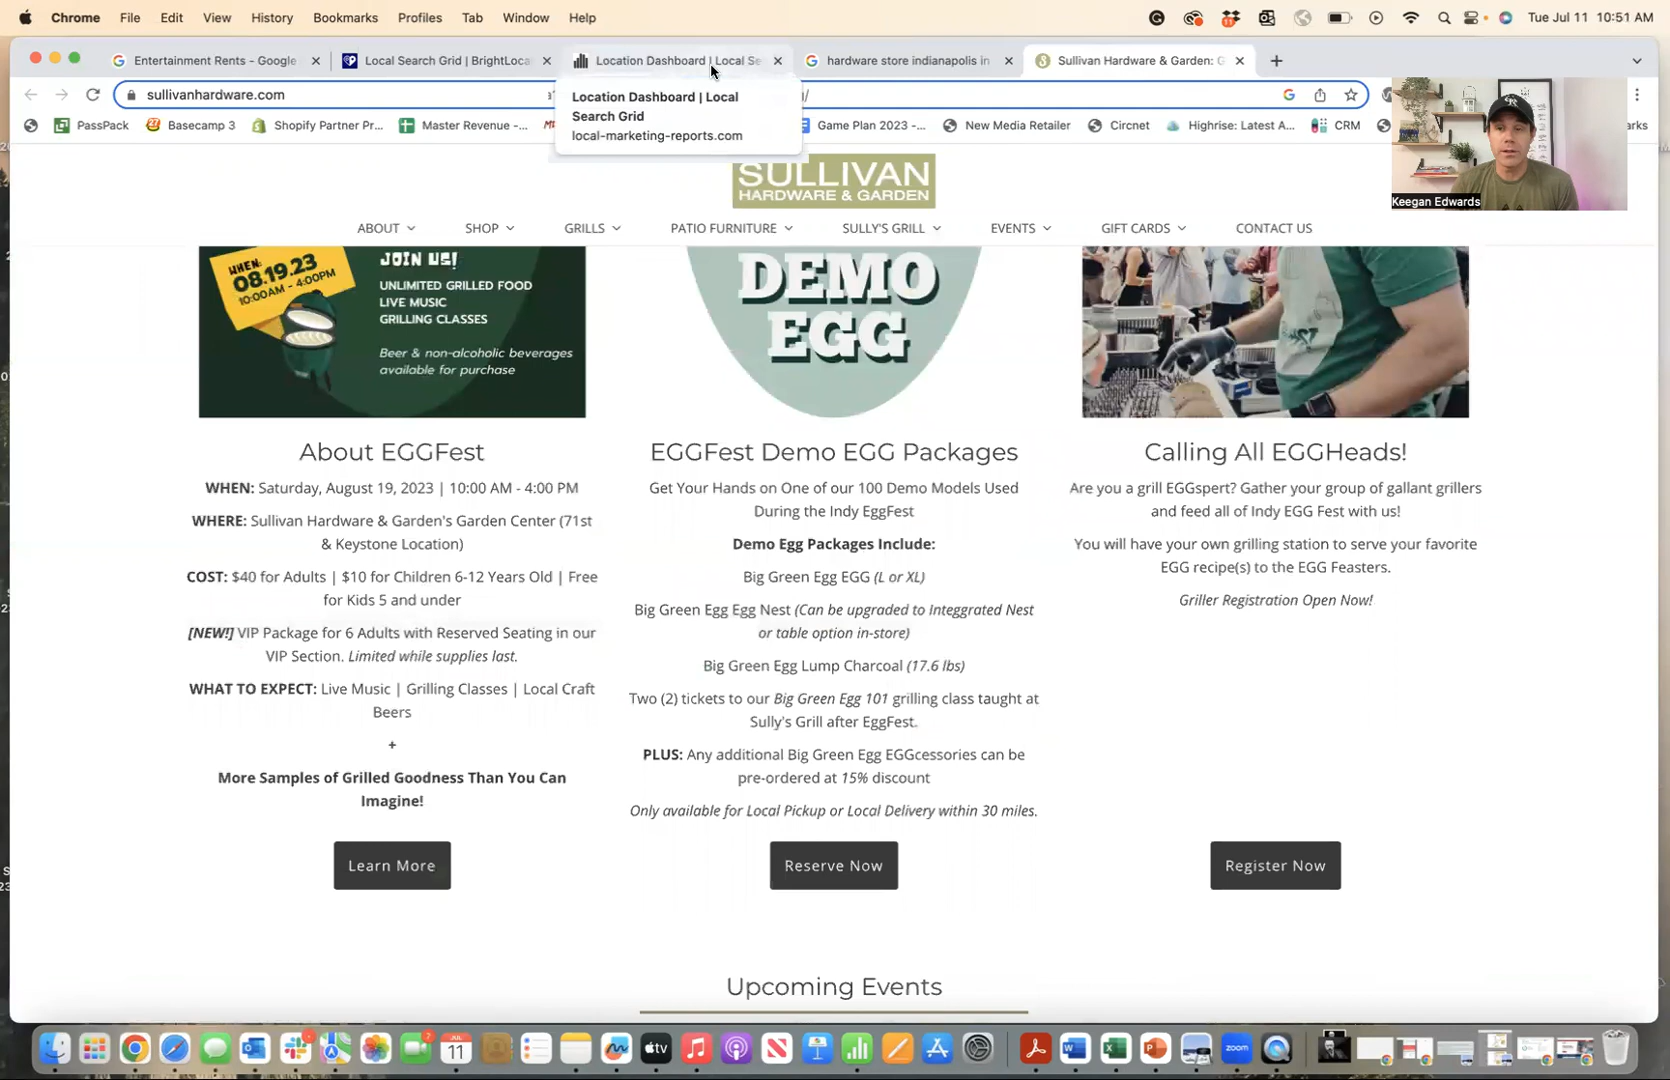 Chrome File Edit View History Bookmarks Profiles Tab Window Help
Tue Jul 11 10:51 AM
Entertainment Rents - Google
Local Search Grid | BrightLoca
Location Dashboard | Local Se
hardware store indianapolis in
Sullivan Hardware & Garden: G
sullivanhardware.com
Location Dashboard | Local
Search Grid
local-marketing-reports.com
PassPack
Basecamp 3
Shopify Partner Pr...
Master Revenue -...
Game Plan 2023 -...
New Media Retailer
Circnet
Highrise: Latest A...
CRM
Keegan Edwards
SULLIVAN
HARDWARE & GARDEN
ABOUT
SHOP
GRILLS
PATIO FURNITURE
SULLY'S GRILL
EVENTS
GIFT CARDS
CONTACT US
WHEN:
08.19.23
10:00AM - 4:00PM
JOIN US!
UNLIMITED GRILLED FOOD
LIVE MUSIC
GRILLING CLASSES
Beer & non-alcoholic beverages
available for purchase
DEMO
EGG
About EGGFest
WHEN: Saturday, August 19, 2023 | 10:00 AM - 4:00 PM
WHERE: Sullivan Hardware & Garden's Garden Center (71st
& Keystone Location)
COST: $40 for Adults | $10 for Children 6-12 Years Old | Free
for Kids 5 and under
[NEW!] VIP Package for 6 Adults with Reserved Seating in our
VIP Section. Limited while supplies last.
WHAT TO EXPECT: Live Music | Grilling Classes | Local Craft
Beers
+
More Samples of Grilled Goodness Than You Can
Imagine!
Learn More
EGGFest Demo EGG Packages
Get Your Hands on One of our 100 Demo Models Used
During the Indy EggFest
Demo Egg Packages Include:
Big Green Egg EGG (L or XL)
Big Green Egg Egg Nest (Can be upgraded to Integgrated Nest
or table option in-store)
Big Green Egg Lump Charcoal (17.6 lbs)
Two (2) tickets to our Big Green Egg 101 grilling class taught at
Sully's Grill after EggFest.
PLUS: Any additional Big Green Egg EGGcessories can be
pre-ordered at 15% discount
Only available for Local Pickup or Local Delivery within 30 miles.
Reserve Now
Calling All EGGHeads!
Are you a grill EGGspert? Gather your group of gallant grillers
and feed all of Indy EGG Fest with us!
You will have your own grilling station to serve your favorite
EGG recipe(s) to the EGG Feasters.
Griller Registration Open Now!
Register Now
Upcoming Events
JUL
11
zoom